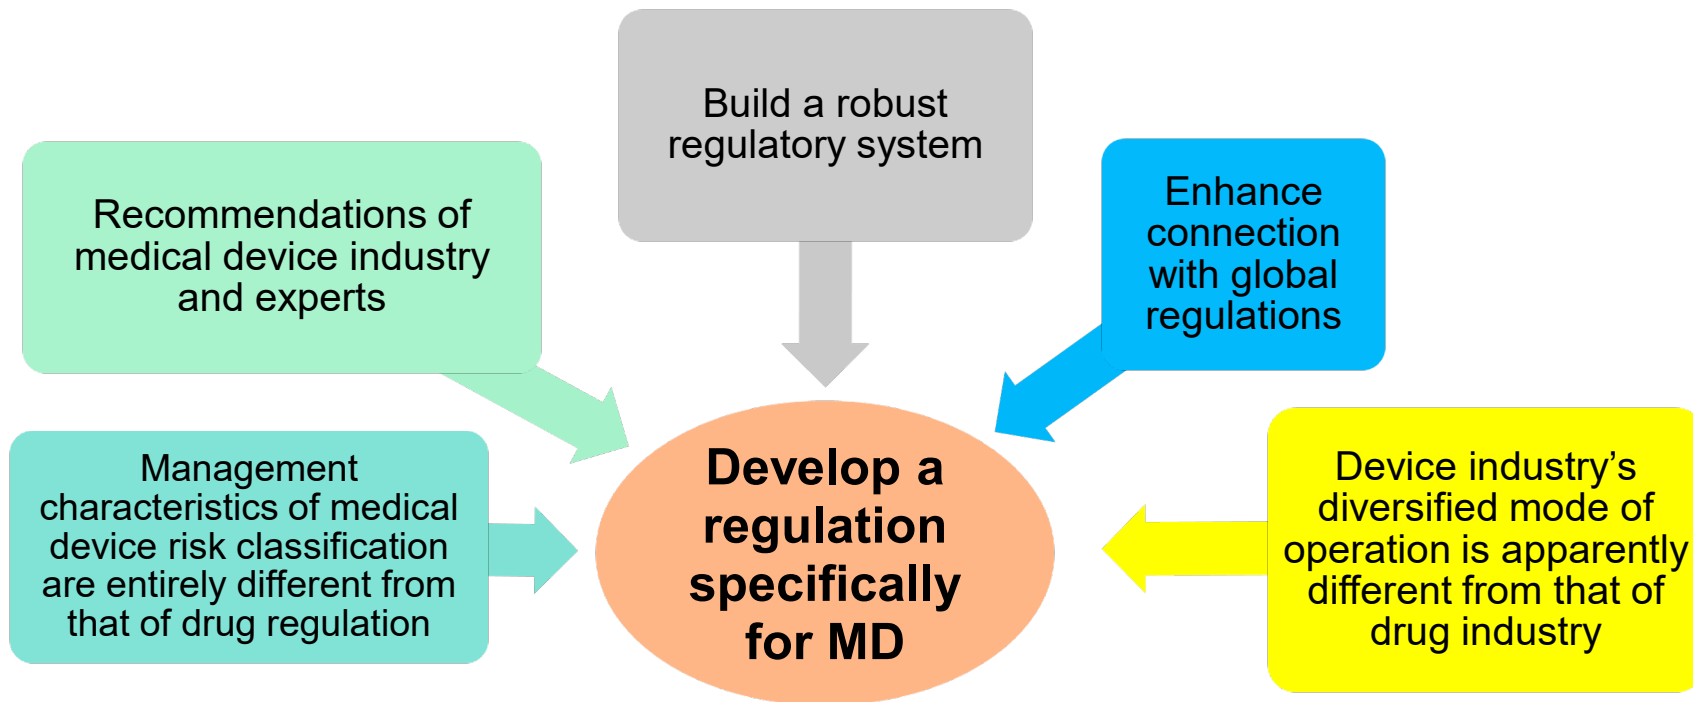 Build a robust
regulatory system
Recommendations of
medical device industry
and experts
Enhance
connection
with global
regulations
Management
characteristics of medical
device risk classification
are entirely different from
that of drug regulation
Develop a
regulation
specifically
for MD
Device industry’s
diversified mode of
operation is apparently
different from that of
drug industry